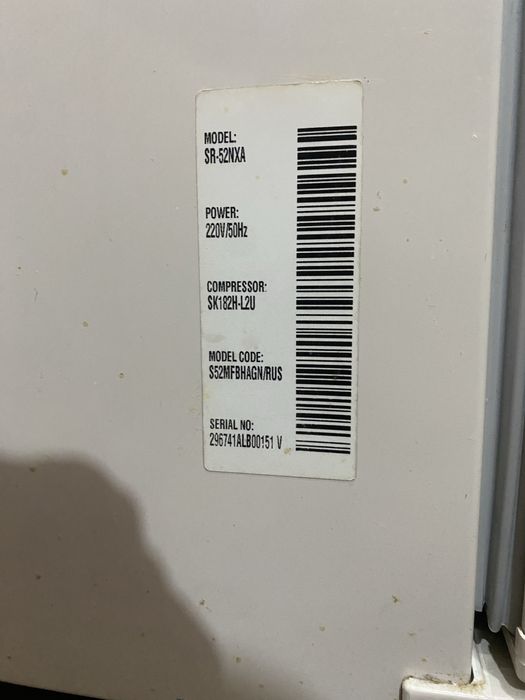 MODEL:
SR-52NXA
POWER:
220V/50Hz
COMPRESSOR:
SK182H-L2U
MODEL CODE:
S52MFBHAGN/RUS
SERIAL NO:
296741ALB00151 V